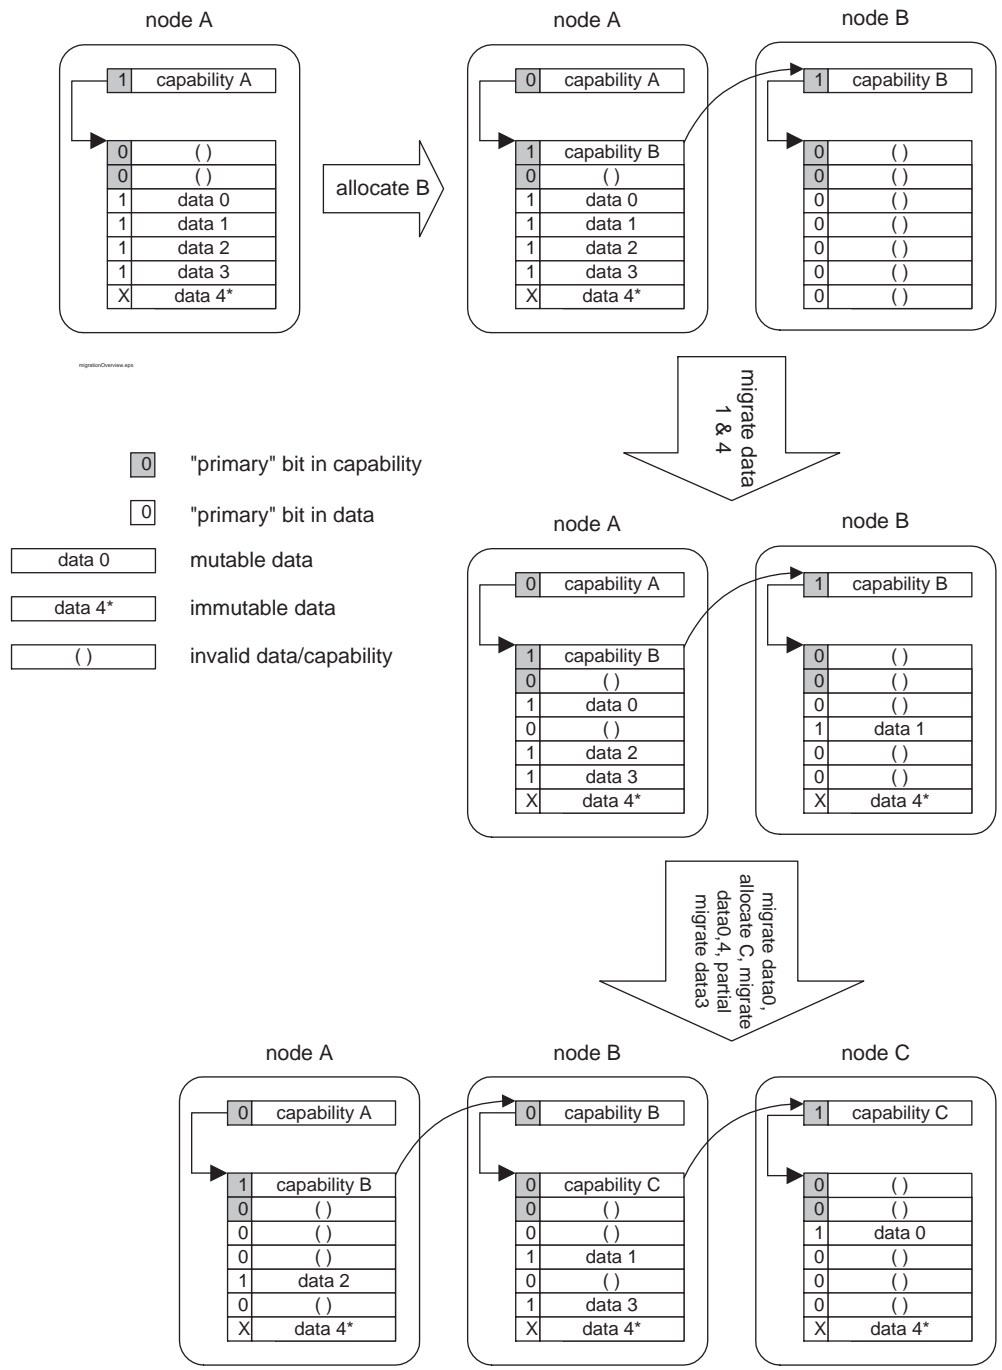 node A
node A
node B
1 capability A
0 capability A
1 capability B
0 ( )
1 capability B
0 ( )
0 ( )
0 ( )
0 ( )
1 data 0
1 data 0
0 ( )
1 data 1
1 data 1
0 ( )
1 data 2
1 data 2
0 ( )
1 data 3
1 data 3
0 ( )
X data 4*
X data 4*
0 ( )
allocate B
migrationOverview.eps
migrate data
1 & 4
0 "primary" bit in capability
0 "primary" bit in data
data 0 mutable data
data 4* immutable data
( ) invalid data/capability
node A
node B
0 capability A
1 capability B
1 capability B
0 ( )
0 ( )
0 ( )
1 data 0
0 ( )
0 ( )
1 data 1
1 data 2
0 ( )
1 data 3
0 ( )
X data 4*
X data 4*
migrate data0,
allocate C, migrate
data0,4, partial
migrate data3
node A
node B
node C
0 capability A
0 capability B
1 capability C
1 capability B
0 capability C
0 ( )
0 ( )
0 ( )
0 ( )
0 ( )
0 ( )
1 data 0
0 ( )
1 data 1
0 ( )
1 data 2
0 ( )
0 ( )
0 ( )
1 data 3
0 ( )
X data 4*
X data 4*
X data 4*